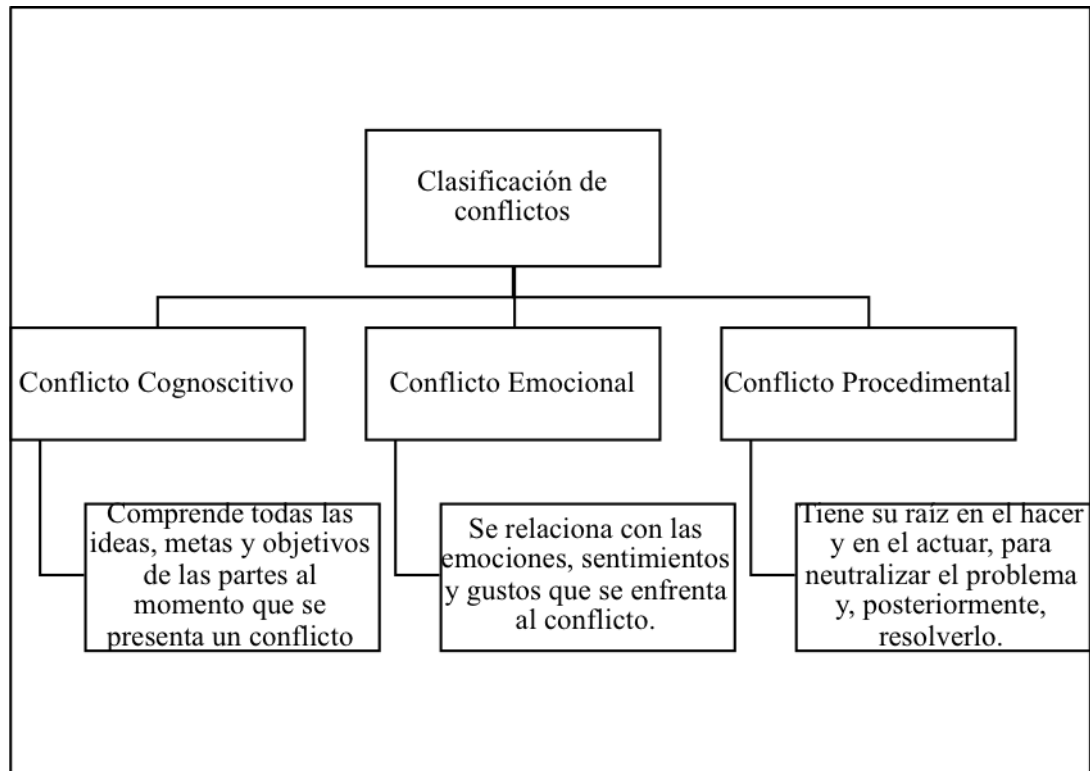 Clasificación de
conflictos
Conflicto Cognoscitivo
Conflicto Emocional
Conflicto Procedimental
Comprende todas las
ideas, metas y objetivos
de las partes al
momento que se
presenta un conflicto
Se relaciona con las
emociones, sentimientos
y gustos que se enfrenta
al conflicto.
Tiene su raíz en el hacer
y en el actuar, para
neutralizar el problema
y, posteriormente,
resolverlo.